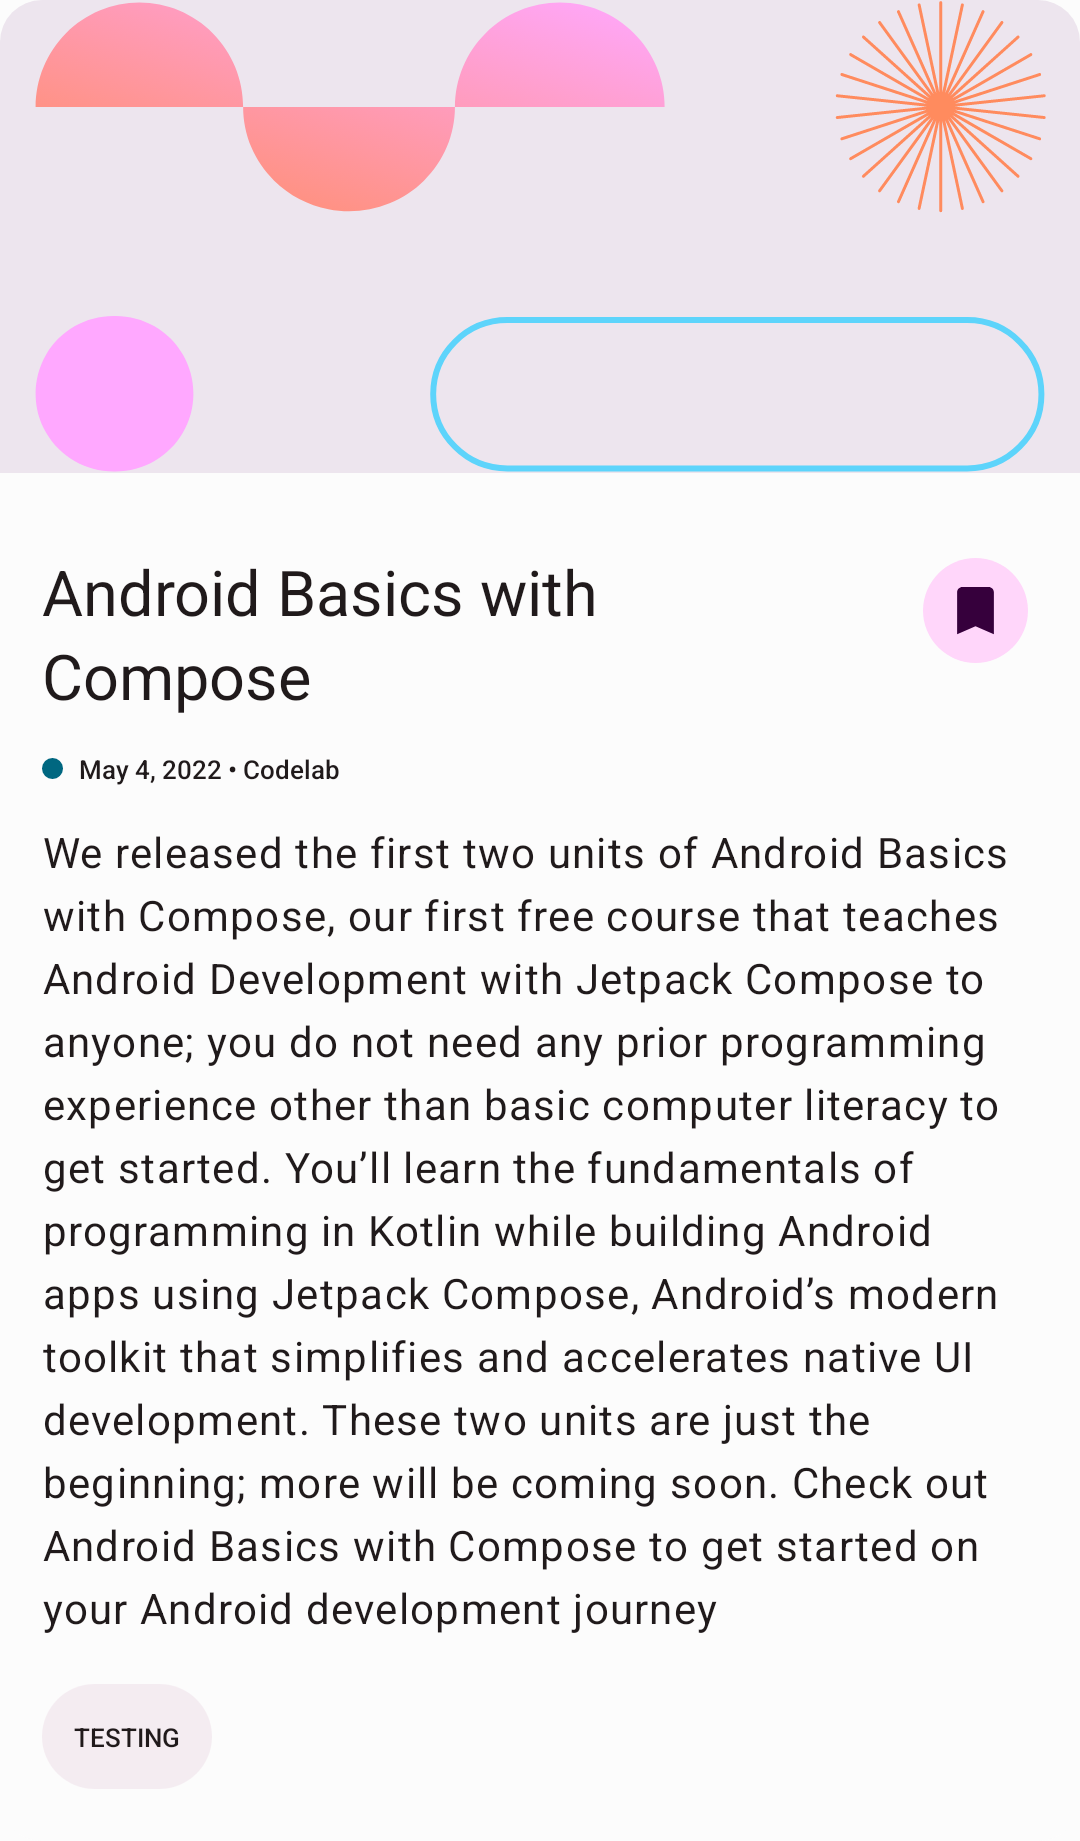 Android Basics with
Compose
May 4, 2022 • Codelab
We released the first two units of Android Basics
with Compose, our first free course that teaches
Android Development with Jetpack Compose to
anyone; you do not need any prior programming
experience other than basic computer literacy to
get started. You’ll learn the fundamentals of
programming in Kotlin while building Android
apps using Jetpack Compose, Android’s modern
toolkit that simplifies and accelerates native UI
development. These two units are just the
beginning; more will be coming soon. Check out
Android Basics with Compose to get started on
your Android development journey
TESTING